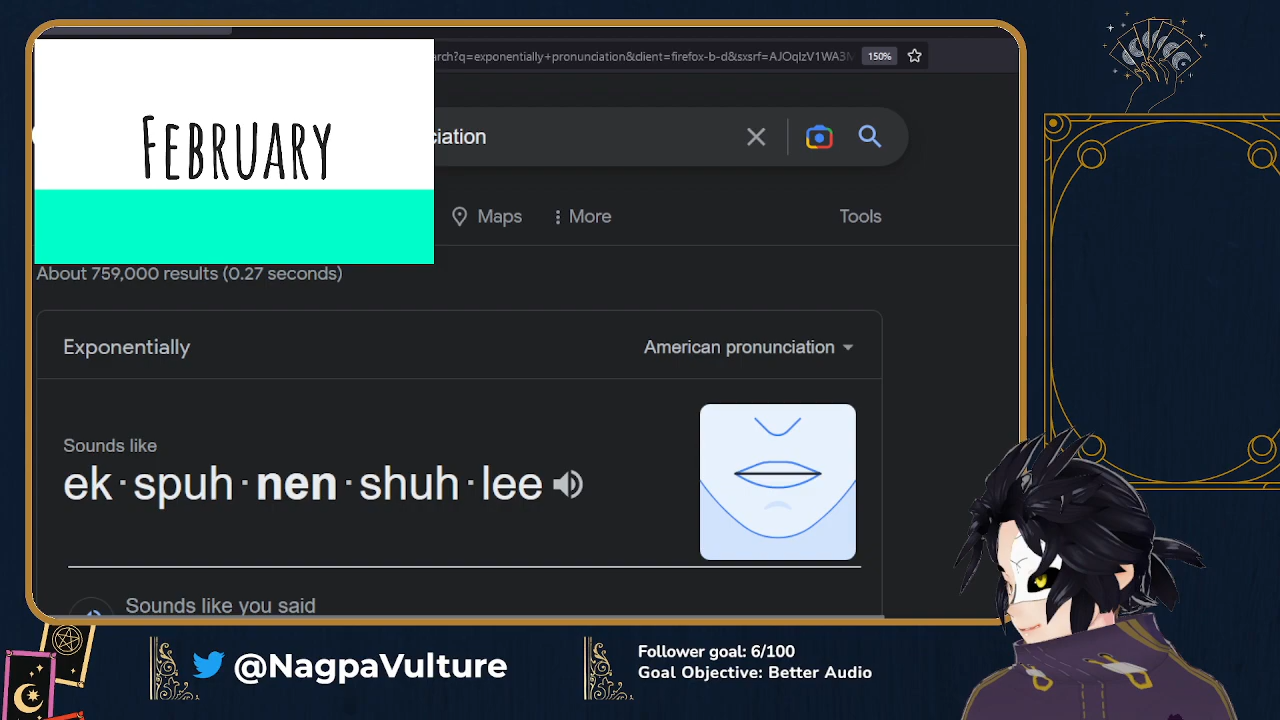 arch?q=exponentially+pronunciation&client=firefox-b-d&sxsrf=AJOqlzV1WA3M
150%
February
ciation
Maps
More
Tools
About 759,000 results (0.27 seconds)
Exponentially
American pronunciation
Sounds like
ek·spuh·nen·shuh·lee
Sounds like you said
@NagpaVulture
Follower goal: 6/100
Goal Objective: Better Audio